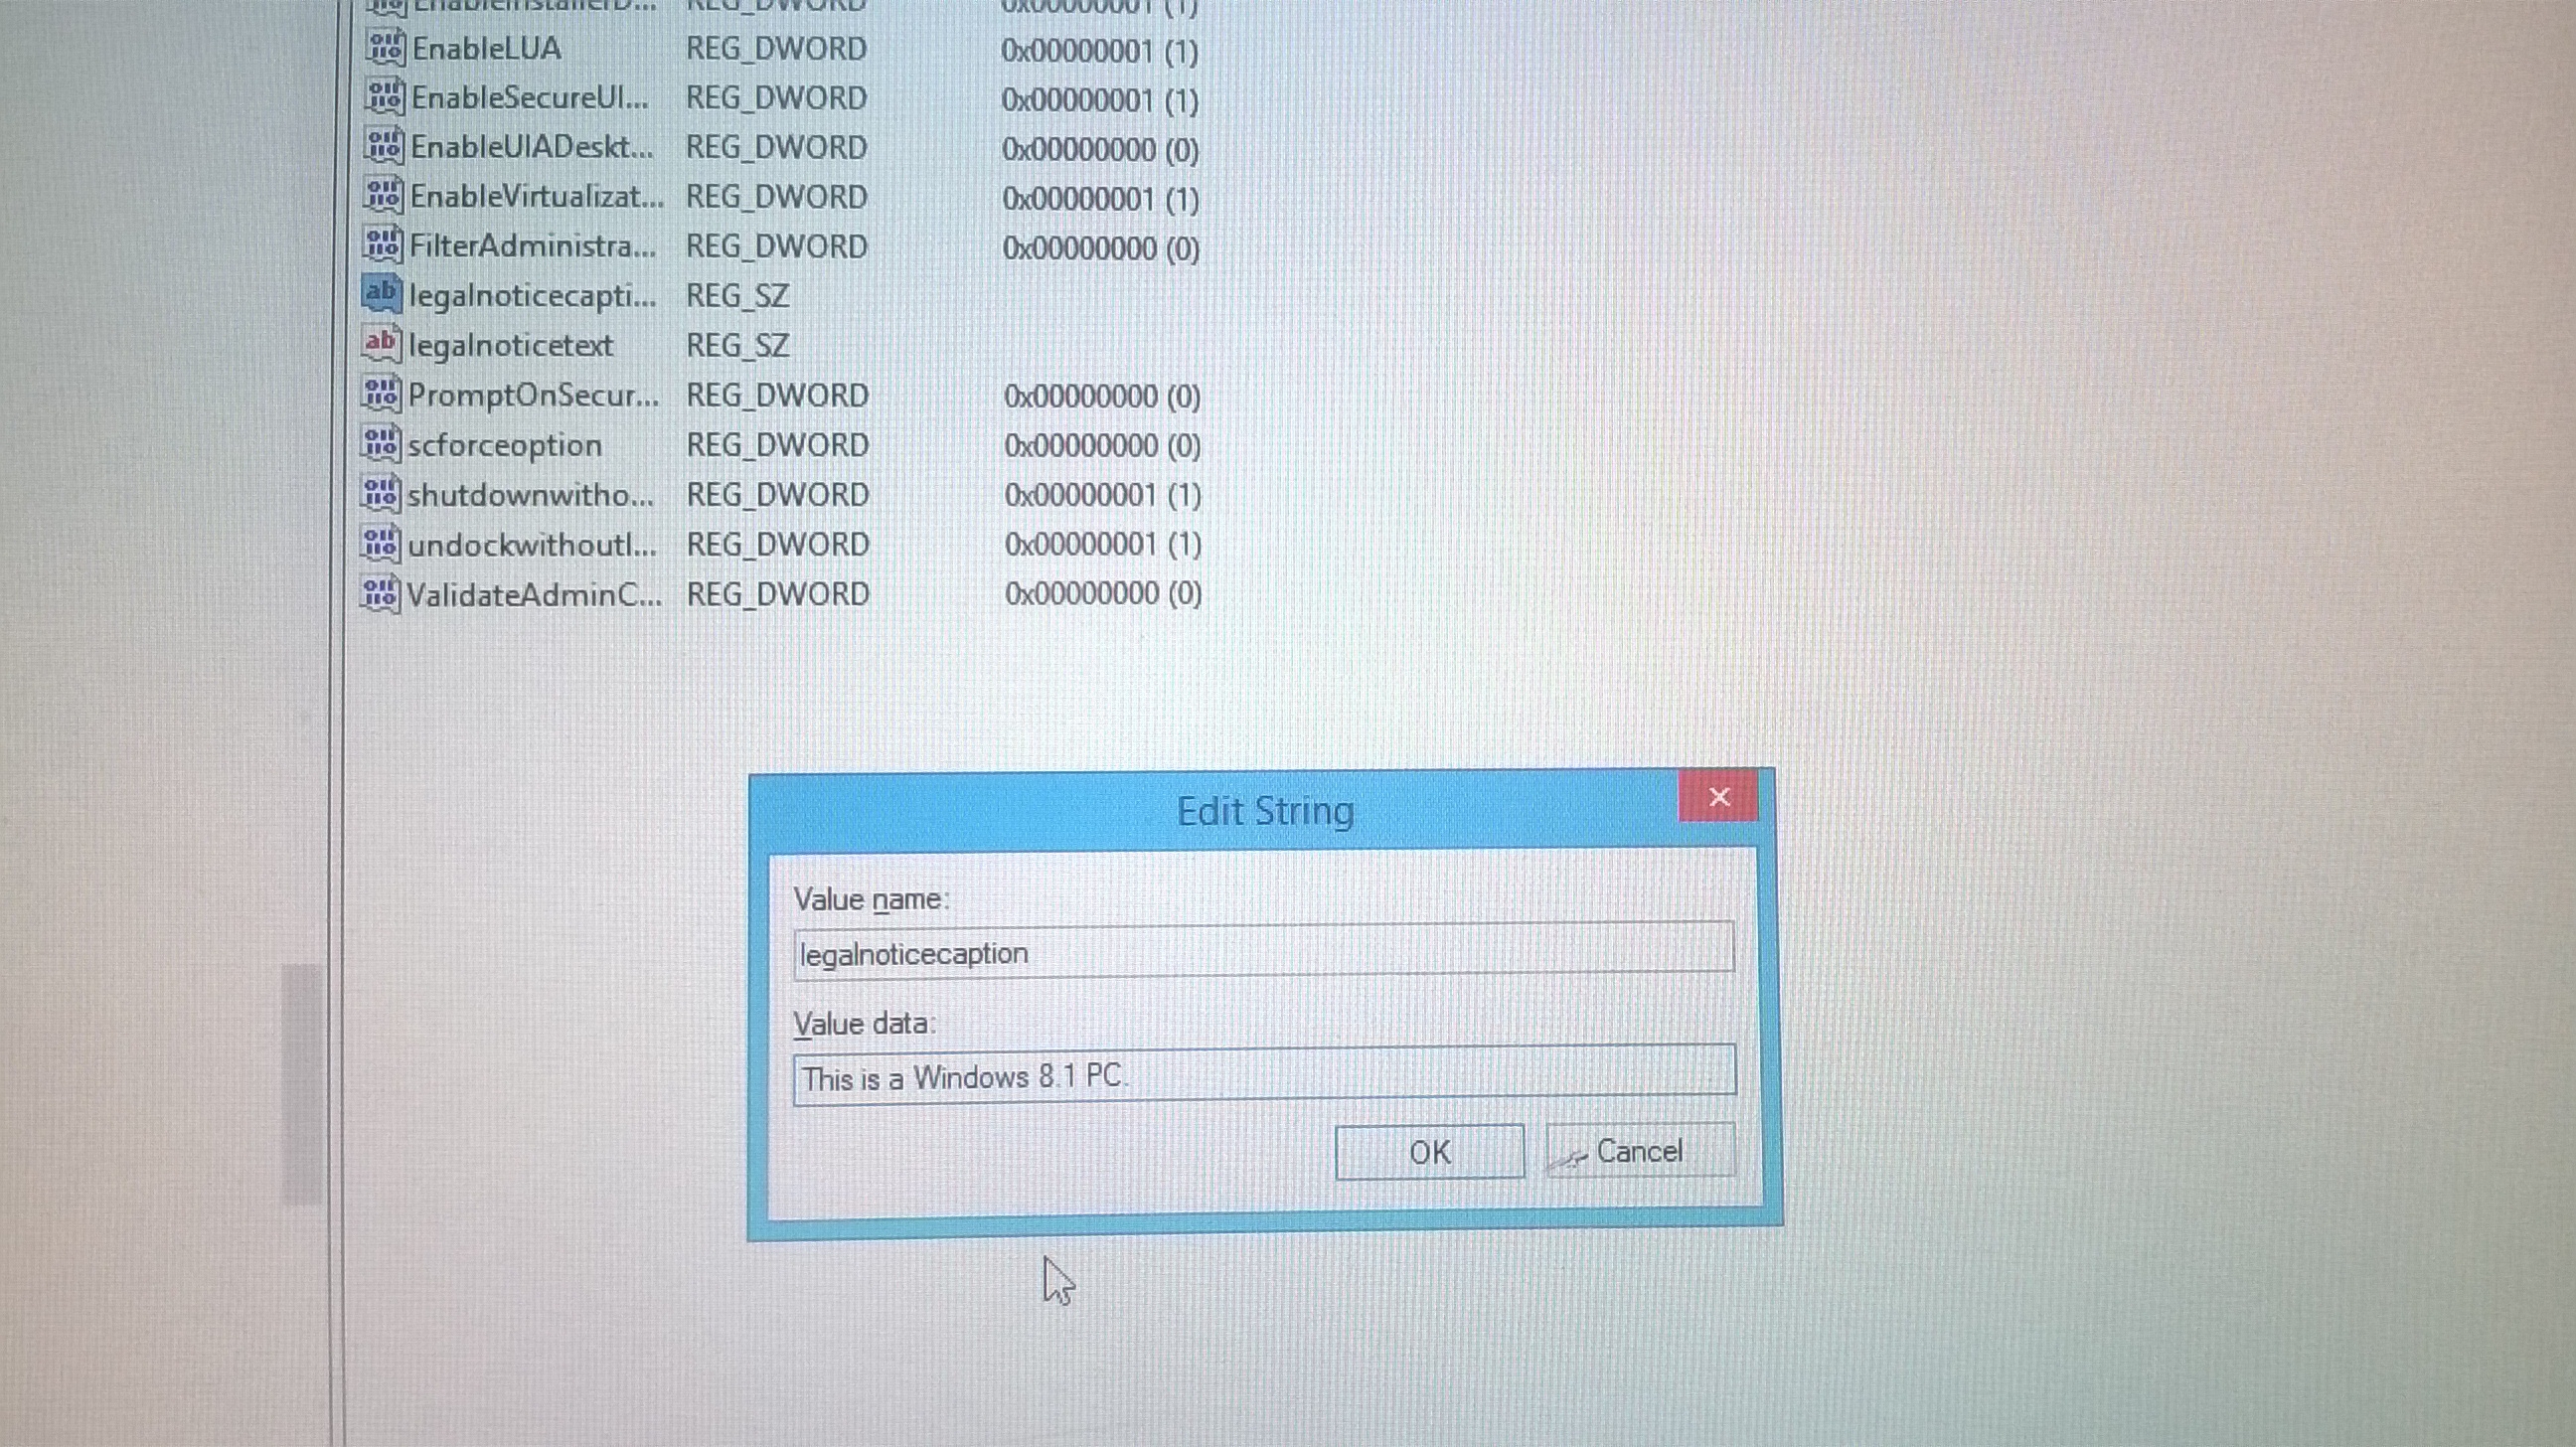 EnableInstallerD... REG_DWORD 0x00000001 (1)
EnableLUA REG_DWORD 0x00000001 (1)
EnableSecureUI... REG_DWORD 0x00000001 (1)
EnableUIADeskt... REG_DWORD 0x00000000 (0)
EnableVirtualizat... REG_DWORD 0x00000001 (1)
FilterAdministra... REG_DWORD 0x00000000 (0)
legalnoticecapti... REG_SZ
legalnoticetext REG_SZ
PromptOnSecur... REG_DWORD 0x00000000 (0)
scforceoption REG_DWORD 0x00000000 (0)
shutdownwitho... REG_DWORD 0x00000001 (1)
undockwithoutl... REG_DWORD 0x00000001 (1)
ValidateAdminC... REG_DWORD 0x00000000 (0)
Edit String
Value name:
legalnoticecaption
Value data:
This is a Windows 8.1 PC.
OK Cancel